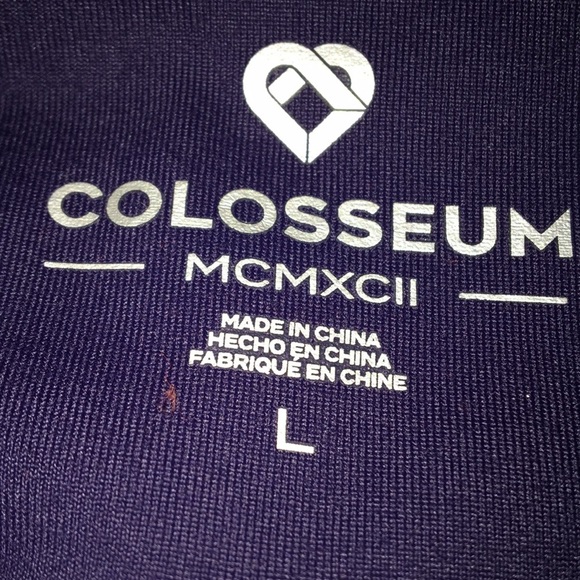 COLOSSEUM
MCMXCII
MADE IN CHINA
HECHO EN CHINA
FABRIQUÉ EN CHINE
L